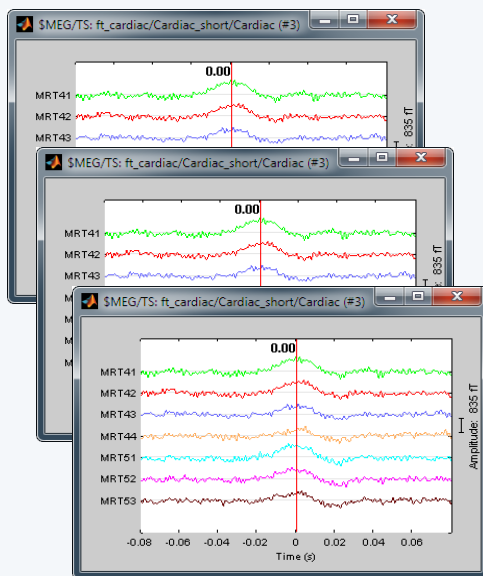 $MEG/TS: ft_cardiac/Cardiac_short/Cardiac (#3)
0.00
MRT41
MRT42
MRT43
835 fT
$MEG/TS: ft_cardiac/Cardiac_short/Cardiac (#3)
0.00
MRT41
MRT42
MRT43
835 fT
$MEG/TS: ft_cardiac/Cardiac_short/Cardiac (#3)
0.00
MRT41
MRT42
MRT43
MRT44
MRT51
MRT52
MRT53
Amplitude: 835 fT
-0.08 -0.06 -0.04 -0.02 0 0.02 0.04 0.06
Time (s)